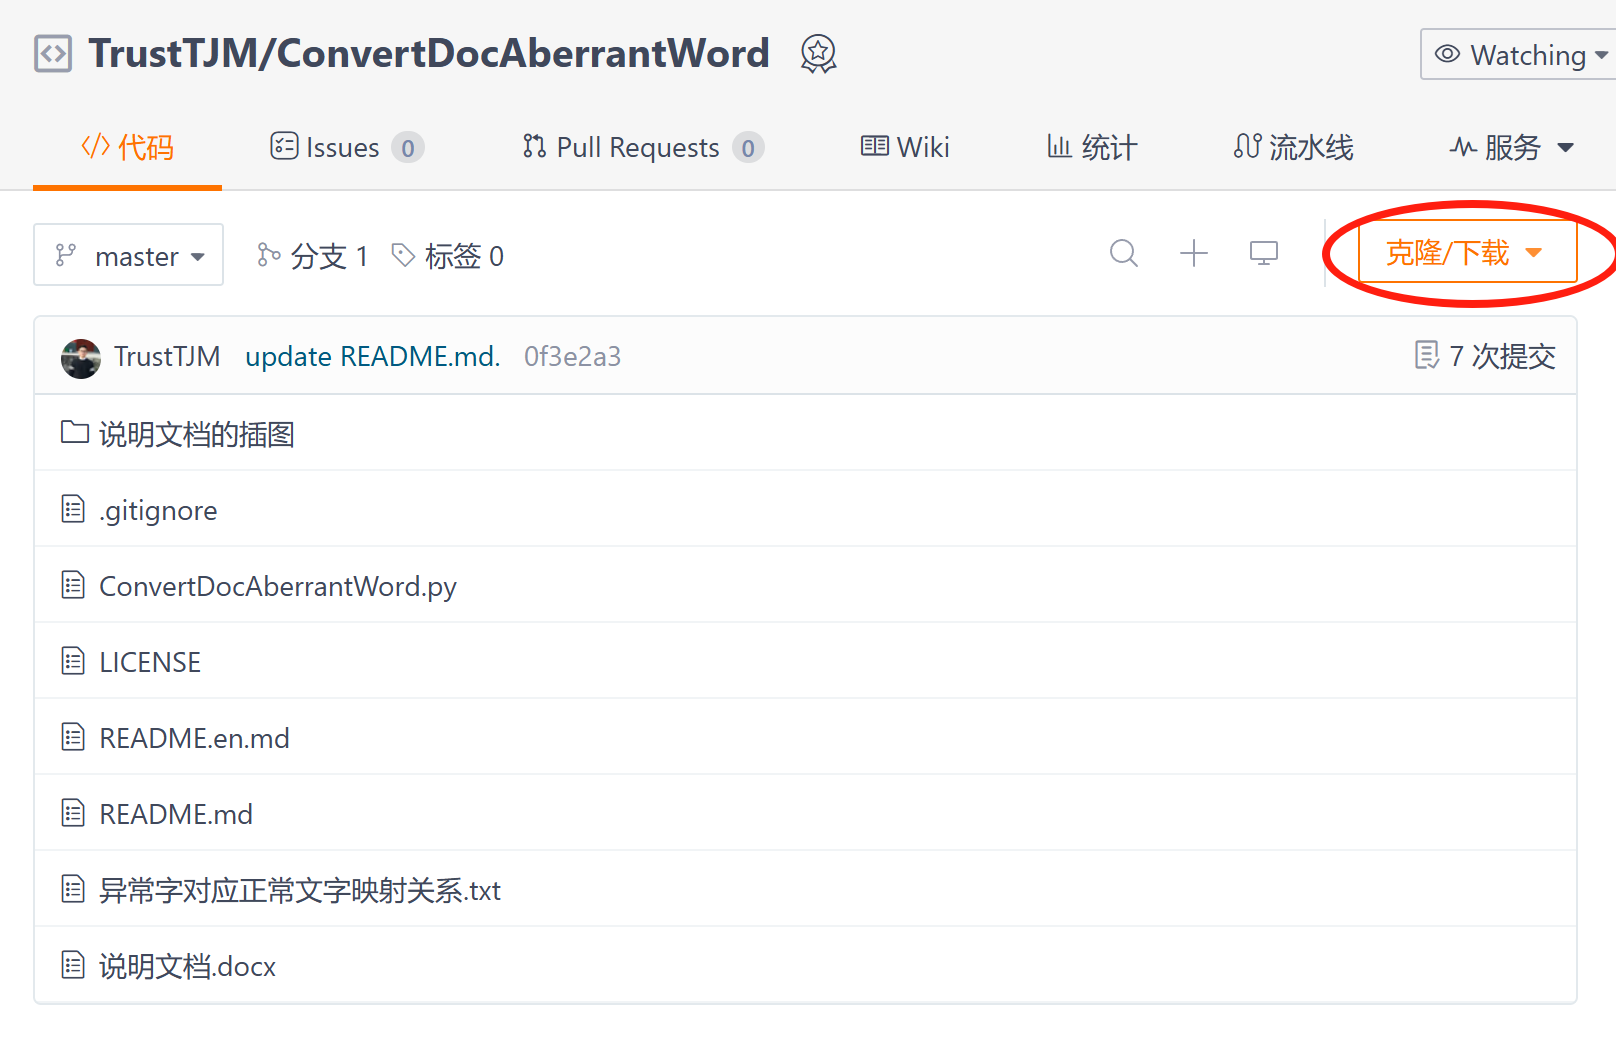 TrustTJM/ConvertDocAberrantWord
Watching
代码 Issues 0 Pull Requests 0 Wiki 统计 流水线 服务
master 分支 1 标签 0 克隆/下载
TrustTJM update README.md. 0f3e2a3 7 次提交
说明文档的插图
.gitignore
ConvertDocAberrantWord.py
LICENSE
README.en.md
README.md
异常字对应正常文字映射关系.txt
说明文档.docx